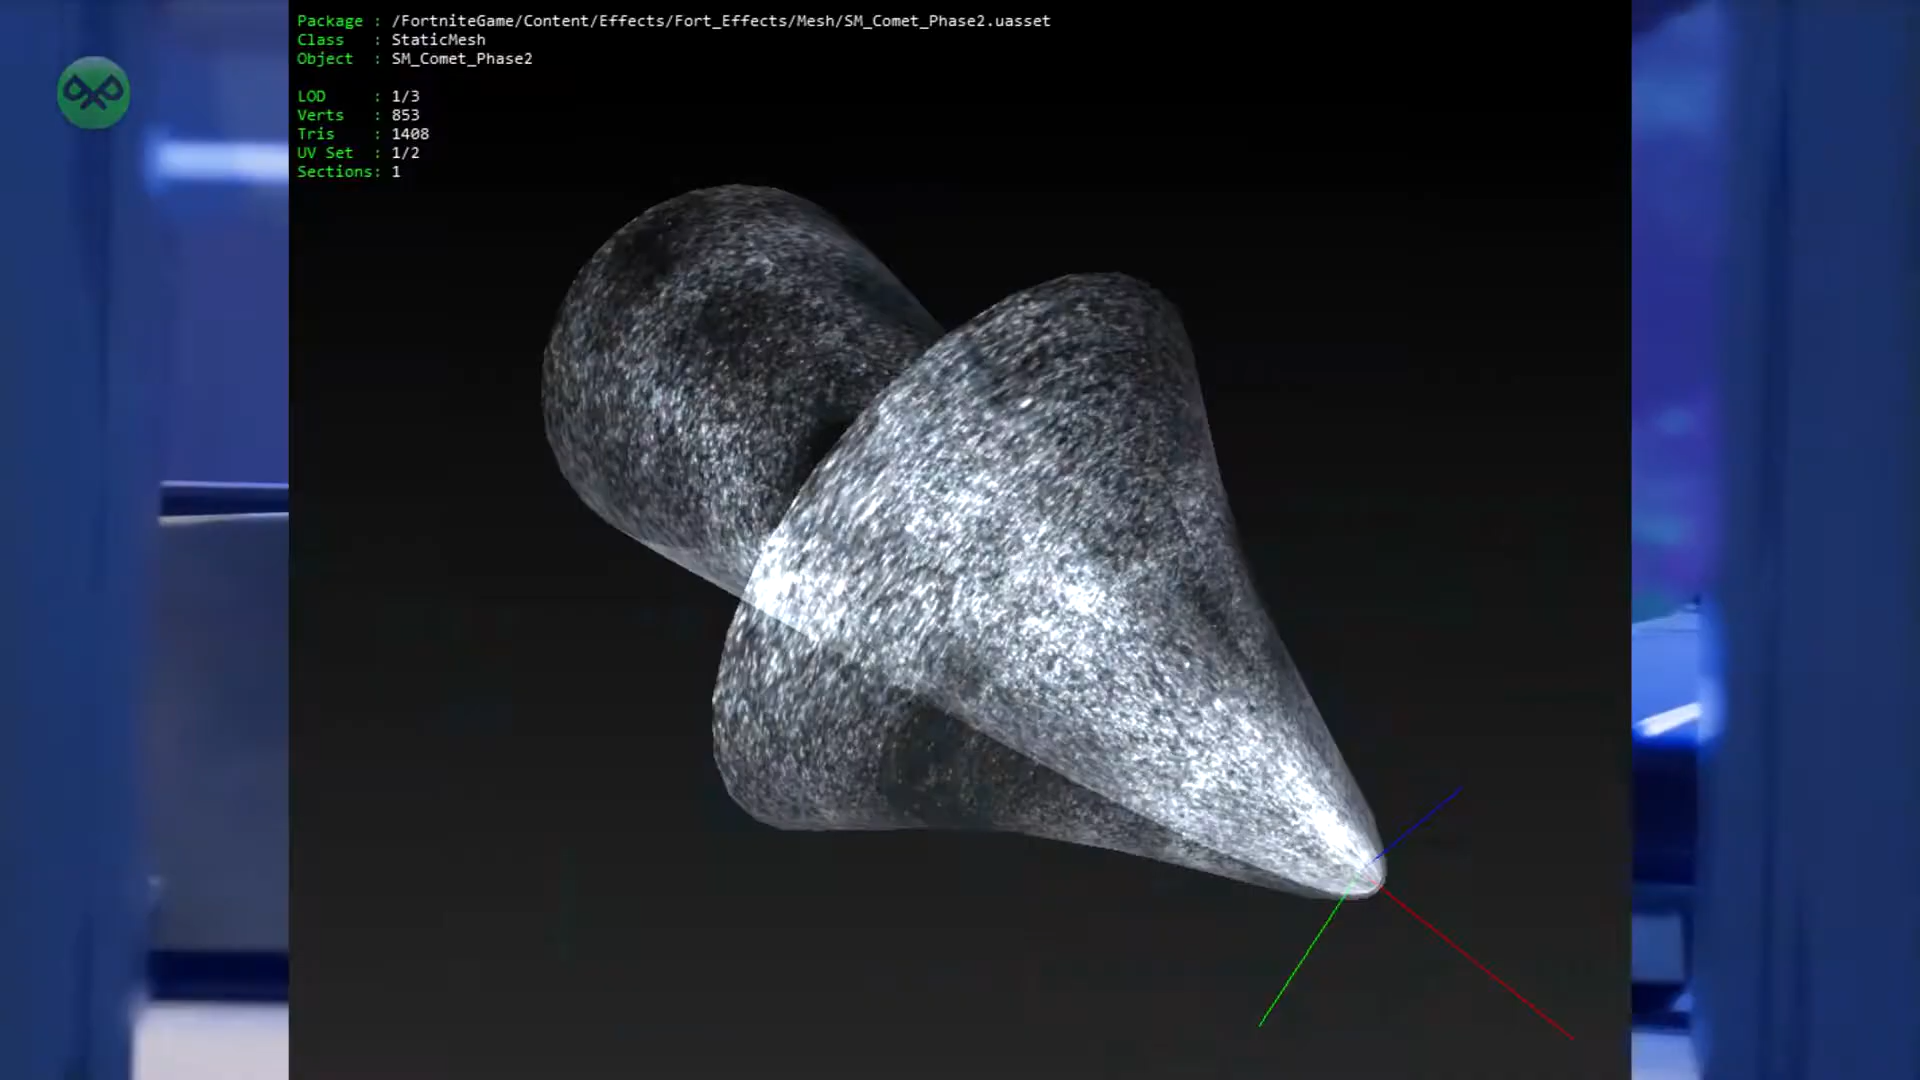 Package : /FortniteGame/Content/Effects/Fort_Effects/Mesh/SM_Comet_Phase2.uasset
Class : StaticMesh
Object : SM_Comet_Phase2
LOD : 1/3
Verts : 853
Tris : 1408
UV Set : 1/2
Sections: 1